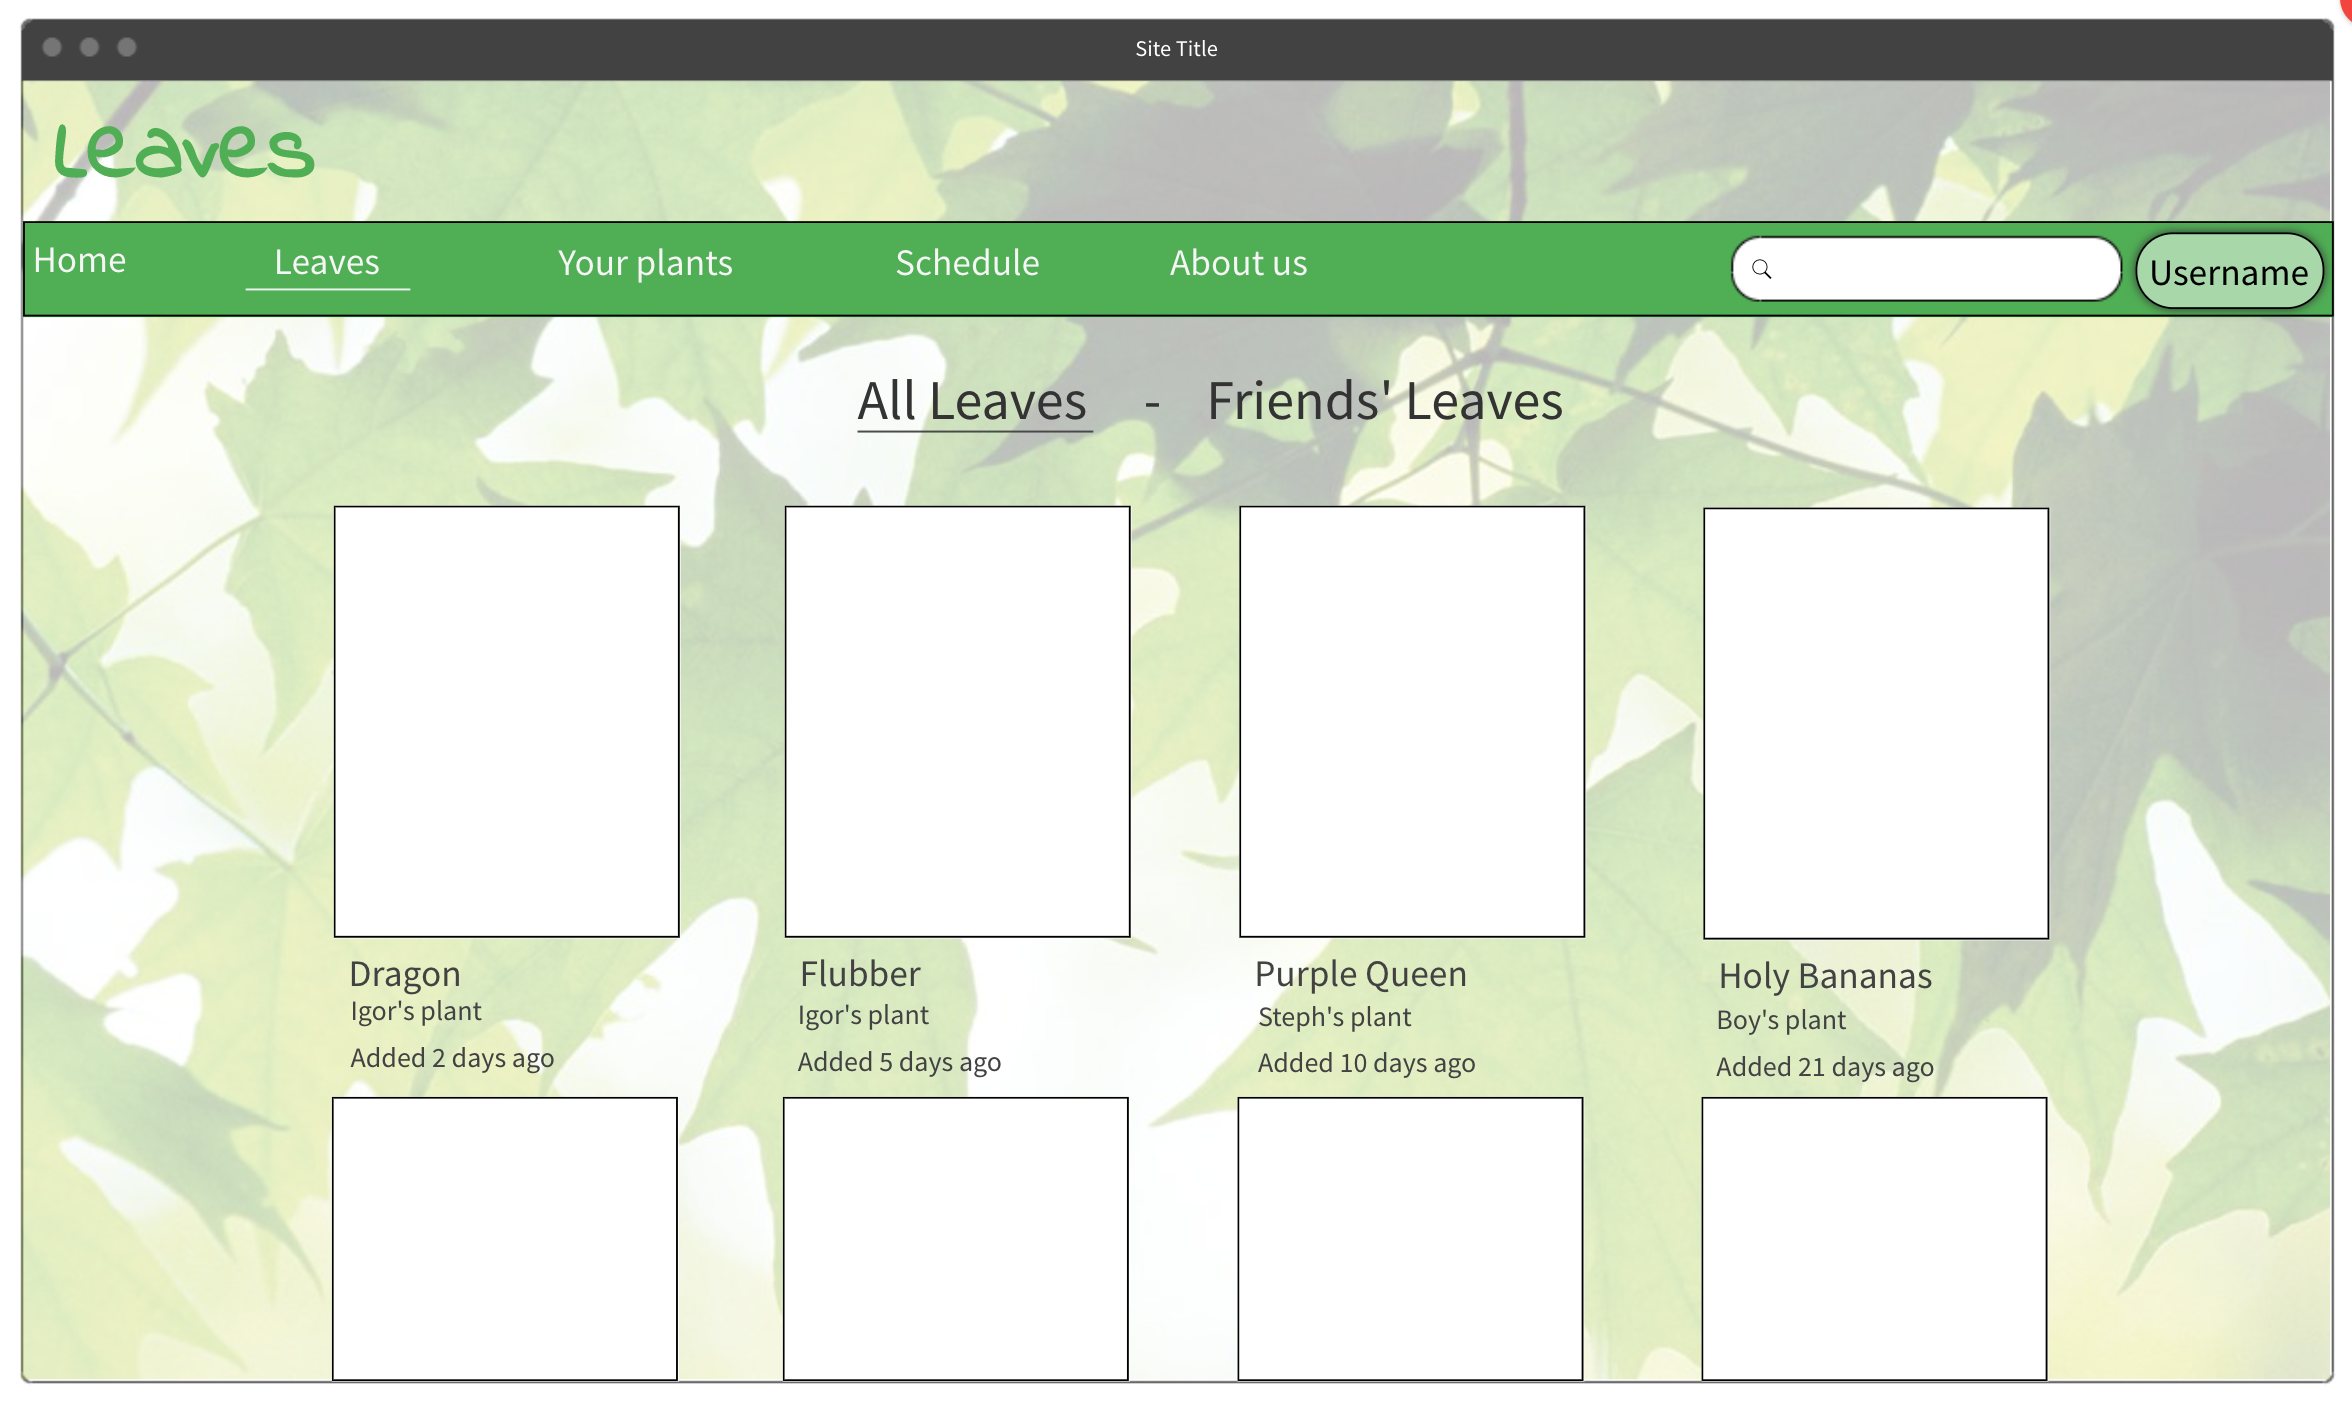 Site Title
Leaves
Home Leaves Your plants Schedule About us Username
All Leaves - Friends' Leaves
Dragon Flubber Purple Queen Holy Bananas
Igor's plant Igor's plant Steph's plant Boy's plant
Added 2 days ago Added 5 days ago Added 10 days ago Added 21 days ago